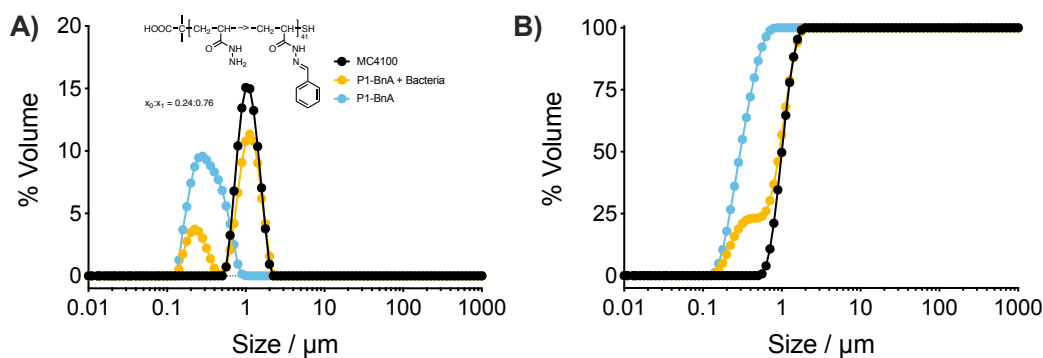 A)
HOOC
CH₂
CH
~>
CH₂
CH
SH
41
O
NH
NH₂
O
NH
N
x₀:x₁ = 0.24:0.76
MC4100
P1-BnA + Bacteria
P1-BnA
% Volume
20
15
10
5
0
0.01 0.1 1 10 100 1000
Size / μm
B)
% Volume
100
75
50
25
0
0.01 0.1 1 10 100 1000
Size / μm